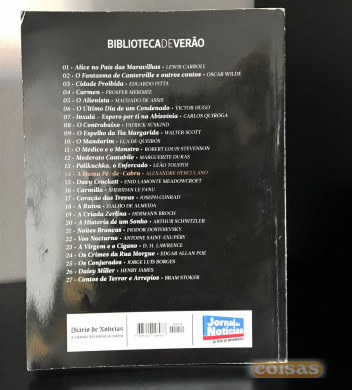 BIBLIOTECADEVERÃO
01 - Alice no País das Maravilhas • LEWIS CARROLL
02 - O Fantasma de Canterville e outros contos • OSCAR WILDE
03 - Cidade Proibida • EDUARDO PITTA
04 - Carmen • PROSPER MÉRIMÉE
05 - O Alienista • MACHADO DE ASSIS
06 - O Último Dia de um Condenado • VICTOR HUGO
07 - Inxalá - Espero por ti na Abissínia • CARLOS QUIROGA
08 - O Contrabaixo • PATRICK SÜSKIND
09 - O Espelho da Tia Margarida • WALTER SCOTT
10 - O Mandarim • EÇA DE QUEIRÓS
11 - O Médico e o Monstro • ROBERT LOUIS STEVENSON
12 - Moderato Cantabile • MARGUERITE DURAS
13 - Polikuchka, o Enforcado • LEÃO TOLSTOI
14 - A Dama Pé-de-Cabra • ALEXANDRE HERCULANO
15 - Davy Crockett • ENID LAMONTE MEADOWCROFT
16 - Carmilla • SHERIDAN LE FANU
17 - Coração das Trevas • JOSEPH CONRAD
18 - A Ruiva • FIALHO DE ALMEIDA
19 - A Criada Zerlina • HERMANN BROCH
20 - A História de um Sonho • ARTHUR SCHNITZLER
21 - Noites Brancas • FIODOR DOSTOIEVSKY
22 - Voo Nocturno • ANTOINE SAINT-EXUPÉRY
23 - A Virgem e o Cigano • D. H. LAWRENCE
24 - Os Crimes da Rua Morgue • EDGAR ALLAN POE
25 - Os Conjurados • JORGE LUIS BORGES
26 - Daisy Miller • HENRY JAMES
27 - Contos de Terror e Arrepios • BRAM STOKER
Diário de Notícias
Jornal de
Notícias
coisas